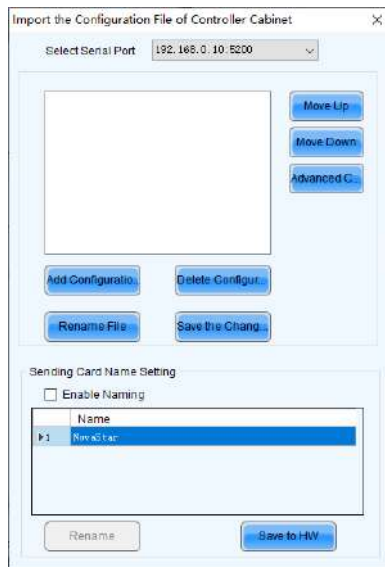 Import the Configuration File of Controller Cabinet
Select Serial Port 192.168.0.10:5200
Move Up
Move Down
Advanced C...
Add Configuratio...
Delete Configur...
Rename File
Save the Chang...
Sending Card Name Setting
Enable Naming
Name
1 NovaStar
Rename
Save to HW